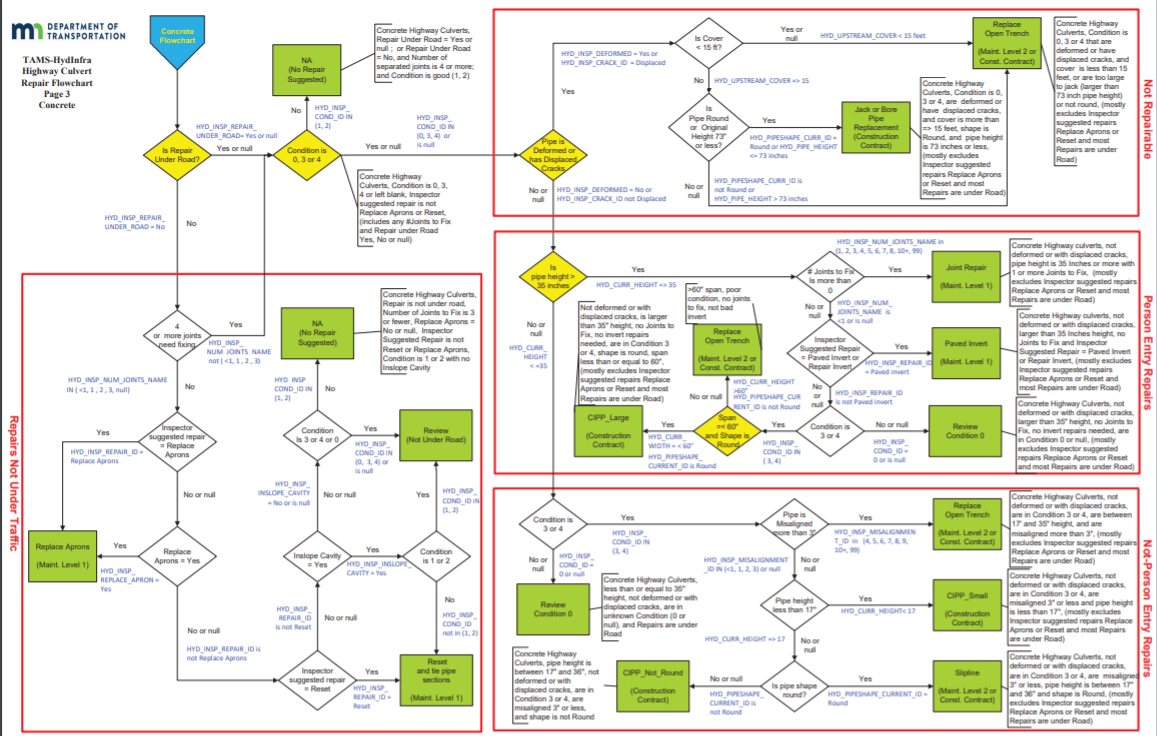 DEPARTMENT OF
TRANSPORTATION
TAMS-HydInfra
Highway Culvert
Repair Flowchart
Page 3
Concrete
Concrete
Flowchart
Is Repair
Under Road?
HYD_INSP_REPAIR_
UNDER_ROAD= Yes or null
Yes or null
HYD_INSP_REPAIR_
UNDER_ROAD = No
No
NA
(No Repair
Suggested)
Concrete Highway Culverts,
Repair Under Road = Yes or
null ; or Repair Under Road
= No, and Number of
separated joints is 4 or more;
and Condition is good (1, 2)
No
HYD_INSP_
COND_ID IN
(1, 2)
Condition is
0, 3 or 4
HYD_INSP_
COND_ID IN
(0, 3, 4) or
is null
Yes or null
Concrete Highway
Culverts, Condition is 0, 3,
4 or left blank, Inspector
suggested repair is not
Replace Aprons or Reset,
(includes any #Joints to Fix
and Repair under Road
Yes, No or null)
Pipe is
Deformed or
has Displaced
Cracks
Yes
HYD_INSP_DEFORMED = Yes or
HYD_INSP_CRACK_ID = Displaced
No or
null
HYD_INSP_DEFORMED = No or
HYD_INSP_CRACK_ID not Displaced
Not Repairable
Is Cover
< 15 ft?
Yes or
null
HYD_UPSTREAM_COVER < 15 feet
No
HYD_UPSTREAM_COVER => 15
Replace
Open Trench
(Maint. Level 2 or
Const. Contract)
Concrete Highway
Culverts, Condition is
0, 3 or 4 that are
deformed or have
displaced cracks, and
cover is less than 15
feet, or are too large
to jack (larger than
73 inch pipe height)
or not round, (mostly
excludes Inspector
suggested repairs
Replace Aprons or
Reset and most
Repairs are under
Road)
Is
Pipe Round
or Original
Height 73"
or less?
Yes
HYD_PIPESHAPE_CURR_ID =
Round or HYD_PIPE_HEIGHT
<= 73 inches
No or
null
HYD_PIPESHAPE_CURR_ID is
not Round or
HYD_PIPE_HEIGHT > 73 inches
Jack or Bore
Pipe
Replacement
(Construction
Contract)
Concrete Highway
Culverts, Condition is 0,
3 or 4, are deformed or
have displaced cracks,
and cover is more than
=> 15 feet, shape is
Round, and pipe height
is 73 inches or less,
(mostly excludes
Inspector suggested
repairs Replace Aprons
or Reset and most
Repairs are under Road)
Person Entry Repairs
Is
pipe height >
35 inches
Yes
HYD_CURR_HEIGHT => 35
No or
null
HYD_CURR_
HEIGHT
< =35
# Joints to Fix
Is more than
0
HYD_INSP_NUM_JOINTS_NAME in
(1, 2, 3, 4, 5, 6, 7, 8, 10+, 99)
Yes
Joint Repair
(Maint. Level 1)
Concrete Highway culverts, not
deformed or with displaced cracks,
pipe height is 35 Inches or more with
1 or more Joints to Fix, (mostly
excludes Inspector suggested repairs
Replace Aprons or Reset and most
Repairs are under Road)
No or
null
HYD_INSP_NUM_
JOINTS_NAME is
<1 or is null
Inspector
Suggested Repair
= Paved Invert or
Repair Invert
Yes
HYD_INSP_REPAIR_ID
= Paved invert
Paved Invert
(Maint. Level 1)
Concrete Highway culverts, not
deformed or with displaced cracks,
larger than 35 Inches height, no
Joints to Fix and Inspector
Suggested Repair = Paved Invert or
Repair Invert, (mostly excludes
Inspector suggested repairs Replace
Aprons or Reset and most Repairs
are under Road)
No
or
null
HYD_INSP_REPAIR_ID
is not Paved invert
Condition is
3 or 4
No or null
HYD_INSP_
COND_ID =
0 or is null
Review
Condition 0
Concrete Highway Culverts, not
deformed or with displaced cracks,
larger than 35" height, no Joints to
Fix, no invert repairs needed, are in
Condition 0 or null, (mostly
excludes Inspector suggested
repairs Replace Aprons or Reset
and most Repairs are under Road)
Yes
HYD_INSP_
COND_ID IN
( 3, 4)
Span
=< 60"
and Shape is
Round
>60" span, poor
condition, no joints
to fix, not bad
invert
Replace
Open Trench
(Maint. Level 2 or
Const. Contract)
No or null
HYD_CURR_HEIGHT
>60"
HYD_PIPESHAPE_CUR
RENT_ID is not Round
Yes
HYD_CURR_
WIDTH = < 60"
HYD_PIPESHAPE_
CURRENT_ID is Round
Not deformed or with
displaced cracks, is
larger than 35" height,
no Joints to Fix, no
invert repairs needed,
are in Condition 3 or
4, shape is round, span
less than or equal to
60", (mostly excludes
Inspector suggested
repairs Replace
Aprons or Reset and
most Repairs are
under Road)
CIPP_Large
(Construction
Contract)
Not-Person Entry Repairs
Condition is
3 or 4
Yes
HYD_INSP_
COND_ID IN
(3, 4)
No or
null
HYD_INSP_
COND_ID =
0 or null
Review
Condition 0
Concrete Highway Culverts,
less than or equal to 35"
height, not deformed or with
displaced cracks, are in
unknown Condition (0 or
null), and Repairs are under
Road
Pipe is
Misaligned
more than 3"
Yes
HYD_INSP_MISALIGNMEN
T_ID in (4, 5, 6, 7, 8, 9,
10+, 99)
Replace
Open Trench
(Maint. Level 2 or
Const. Contract)
Concrete Highway Culverts, not
deformed or with displaced cracks,
are in Condition 3 or 4, are between
17" and 35" height, and are
misaligned more than 3", (mostly
excludes Inspector suggested repairs
Replace Aprons or Reset and most
Repairs are under Road)
HYD_INSP_MISALIGNMENT
_ID IN (<1, 1, 2, 3) or null
No or
null
Pipe height
less than 17"
Yes
HYD_CURR_HEIGHT< 17
CIPP_Small
(Construction
Contract)
Concrete Highway Culverts, not
deformed or with displaced cracks,
are in Condition 3 or 4, are
misaligned 3" or less and pipe height
is less than 17", (mostly excludes
Inspector suggested repairs Replace
Aprons or Reset and most Repairs
are under Road)
HYD_CURR_HEIGHT => 17
No or
null
Is pipe shape
round?
Yes
HYD_PIPESHAPE_CURRENT_ID =
Round
Slipline
(Maint. Level 2 or
Const. Contract)
Concrete Highway Culverts, not
deformed or with displaced cracks,
are in Condition 3 or 4, are misaligned
3" or less, pipe height is between 17"
and 36" and shape is Round, (mostly
excludes Inspector suggested repairs
Replace Aprons or Reset and most
Repairs are under Road)
No or null
HYD_PIPESHAPE_
CURRENT_ID is
not Round
CIPP_Not_Round
(Construction
Contract)
Concrete Highway
Culverts, pipe height is
between 17" and 36", not
deformed or with
displaced cracks, are in
Condition 3 or 4, are
misaligned 3" or less,
and shape is not Round
Repairs Not Under Traffic
4
or more joints
need fixing
Yes
HYD_INSP_
NUM_JOINTS_NAME
not ( <1, 1 , 2, 3)
HYD_INSP_NUM_JOINTS_NAME
IN ( <1, 1, 2 , 3, null)
No
Inspector
suggested repair
= Replace
Aprons
Yes
HYD_INSP_REPAIR_ID =
Replace Aprons
No or null
Replace Aprons
(Maint. Level 1)
Replace
Aprons = Yes
Yes
HYD_INSP_
REPLACE_APRON =
Yes
No or null
HYD_INSP_REPAIR_ID is
not Replace Aprons
Inspector
suggested repair
= Reset
Yes
HYD_INSP_
REPAIR_ID =
Reset
Reset
and tie pipe
sections
(Maint. Level 1)
HYD_INSP_
REPAIR_ID
is not Reset
No or null
Inslope Cavity
= Yes
Yes
HYD_INSP_INSLOPE_
CAVITY = Yes
Condition
is 1 or 2
Yes
HYD_INSP_
COND_ID IN
(1, 2)
No
HYD_INSP_
COND_ID
not in (1, 2)
HYD_INSP_
INSLOPE_CAVITY
= No or is null
No or null
Condition
Is 3 or 4 or 0
Yes
HYD_INSP_
COND_ID IN
(0, 3, 4) or
is null
Review
(Not Under Road)
HYD INSP
COND_ID IN
(1, 2)
No
NA
(No Repair
Suggested)
Concrete Highway Culverts,
Repair is not under road,
Number of Joints to Fix is 3
or fewer, Replace Aprons =
No or null, Inslope
Suggested Repair is not
Reset or Replace Aprons,
Condition 1 or 2 with no
Inslope Cavity